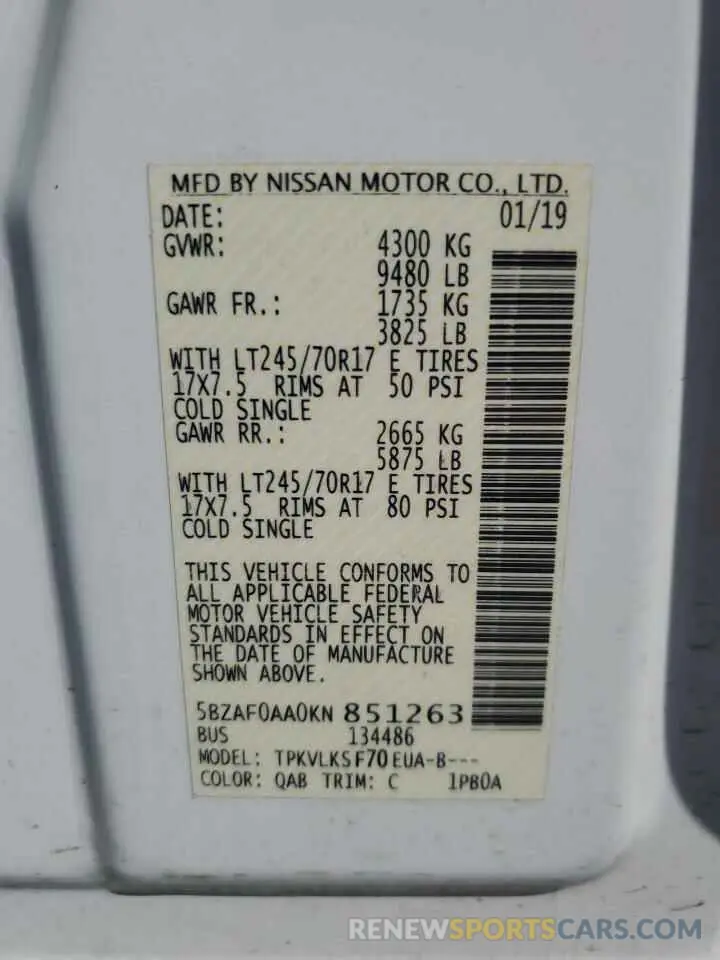 MFD BY NISSAN MOTOR CO., LTD.
DATE: 01/19
GVWR: 4300 KG
9480 LB
GAWR FR.: 1735 KG
3825 LB
WITH LT245/70R17 E TIRES
17X7.5 RIMS AT 50 PSI
COLD SINGLE
GAWR RR.: 2665 KG
5875 LB
WITH LT245/70R17 E TIRES
17X7.5 RIMS AT 80 PSI
COLD SINGLE
THIS VEHICLE CONFORMS TO
ALL APPLICABLE FEDERAL
MOTOR VEHICLE SAFETY
STANDARDS IN EFFECT ON
THE DATE OF MANUFACTURE
SHOWN ABOVE.
5BZAF0AA0KN 851263
BUS 134486
MODEL: TPKVLKSF70EUA-B---
COLOR: QAB TRIM: C 1PB0A
RENEWSPORTSCARS.COM